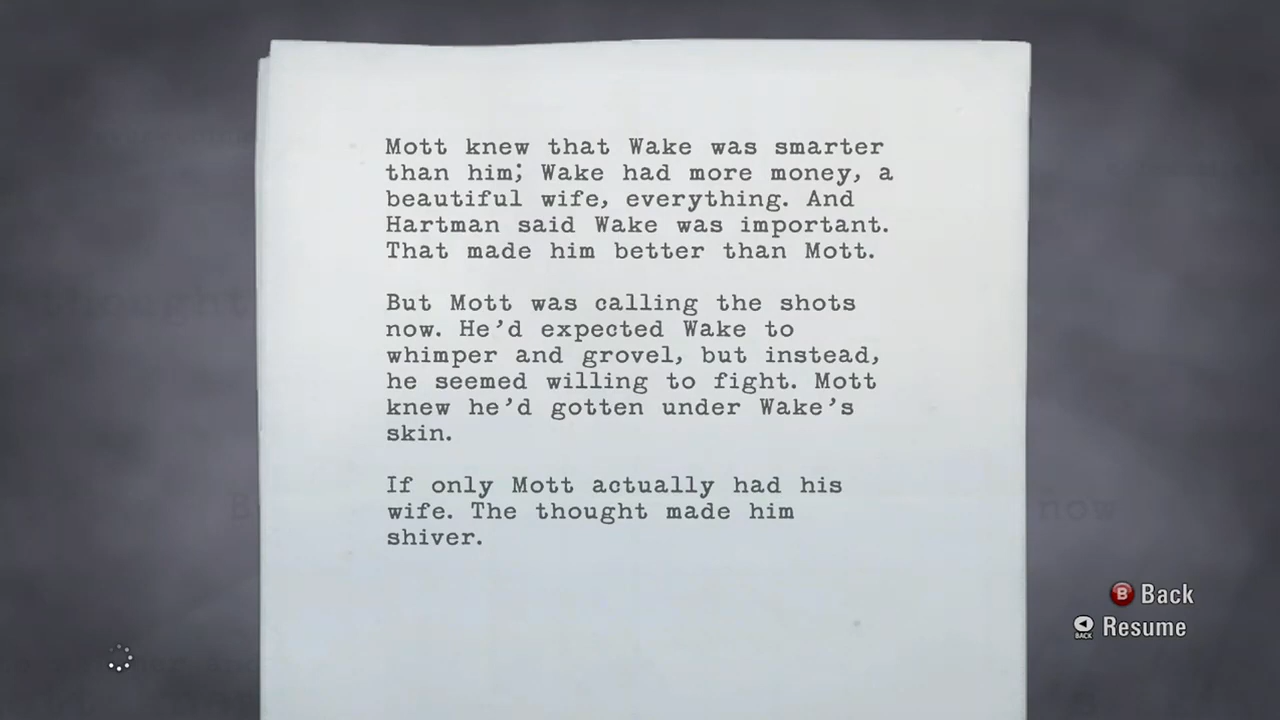 Mott knew that Wake was smarter
than him; Wake had more money, a
beautiful wife, everything. And
Hartman said Wake was important.
That made him better than Mott.
But Mott was calling the shots
now. He’d expected Wake to
whimper and grovel, but instead,
he seemed willing to fight. Mott
knew he’d gotten under Wake’s
skin.
If only Mott actually had his
wife. The thought made him
shiver.
thought
now
B Back
BACK Resume